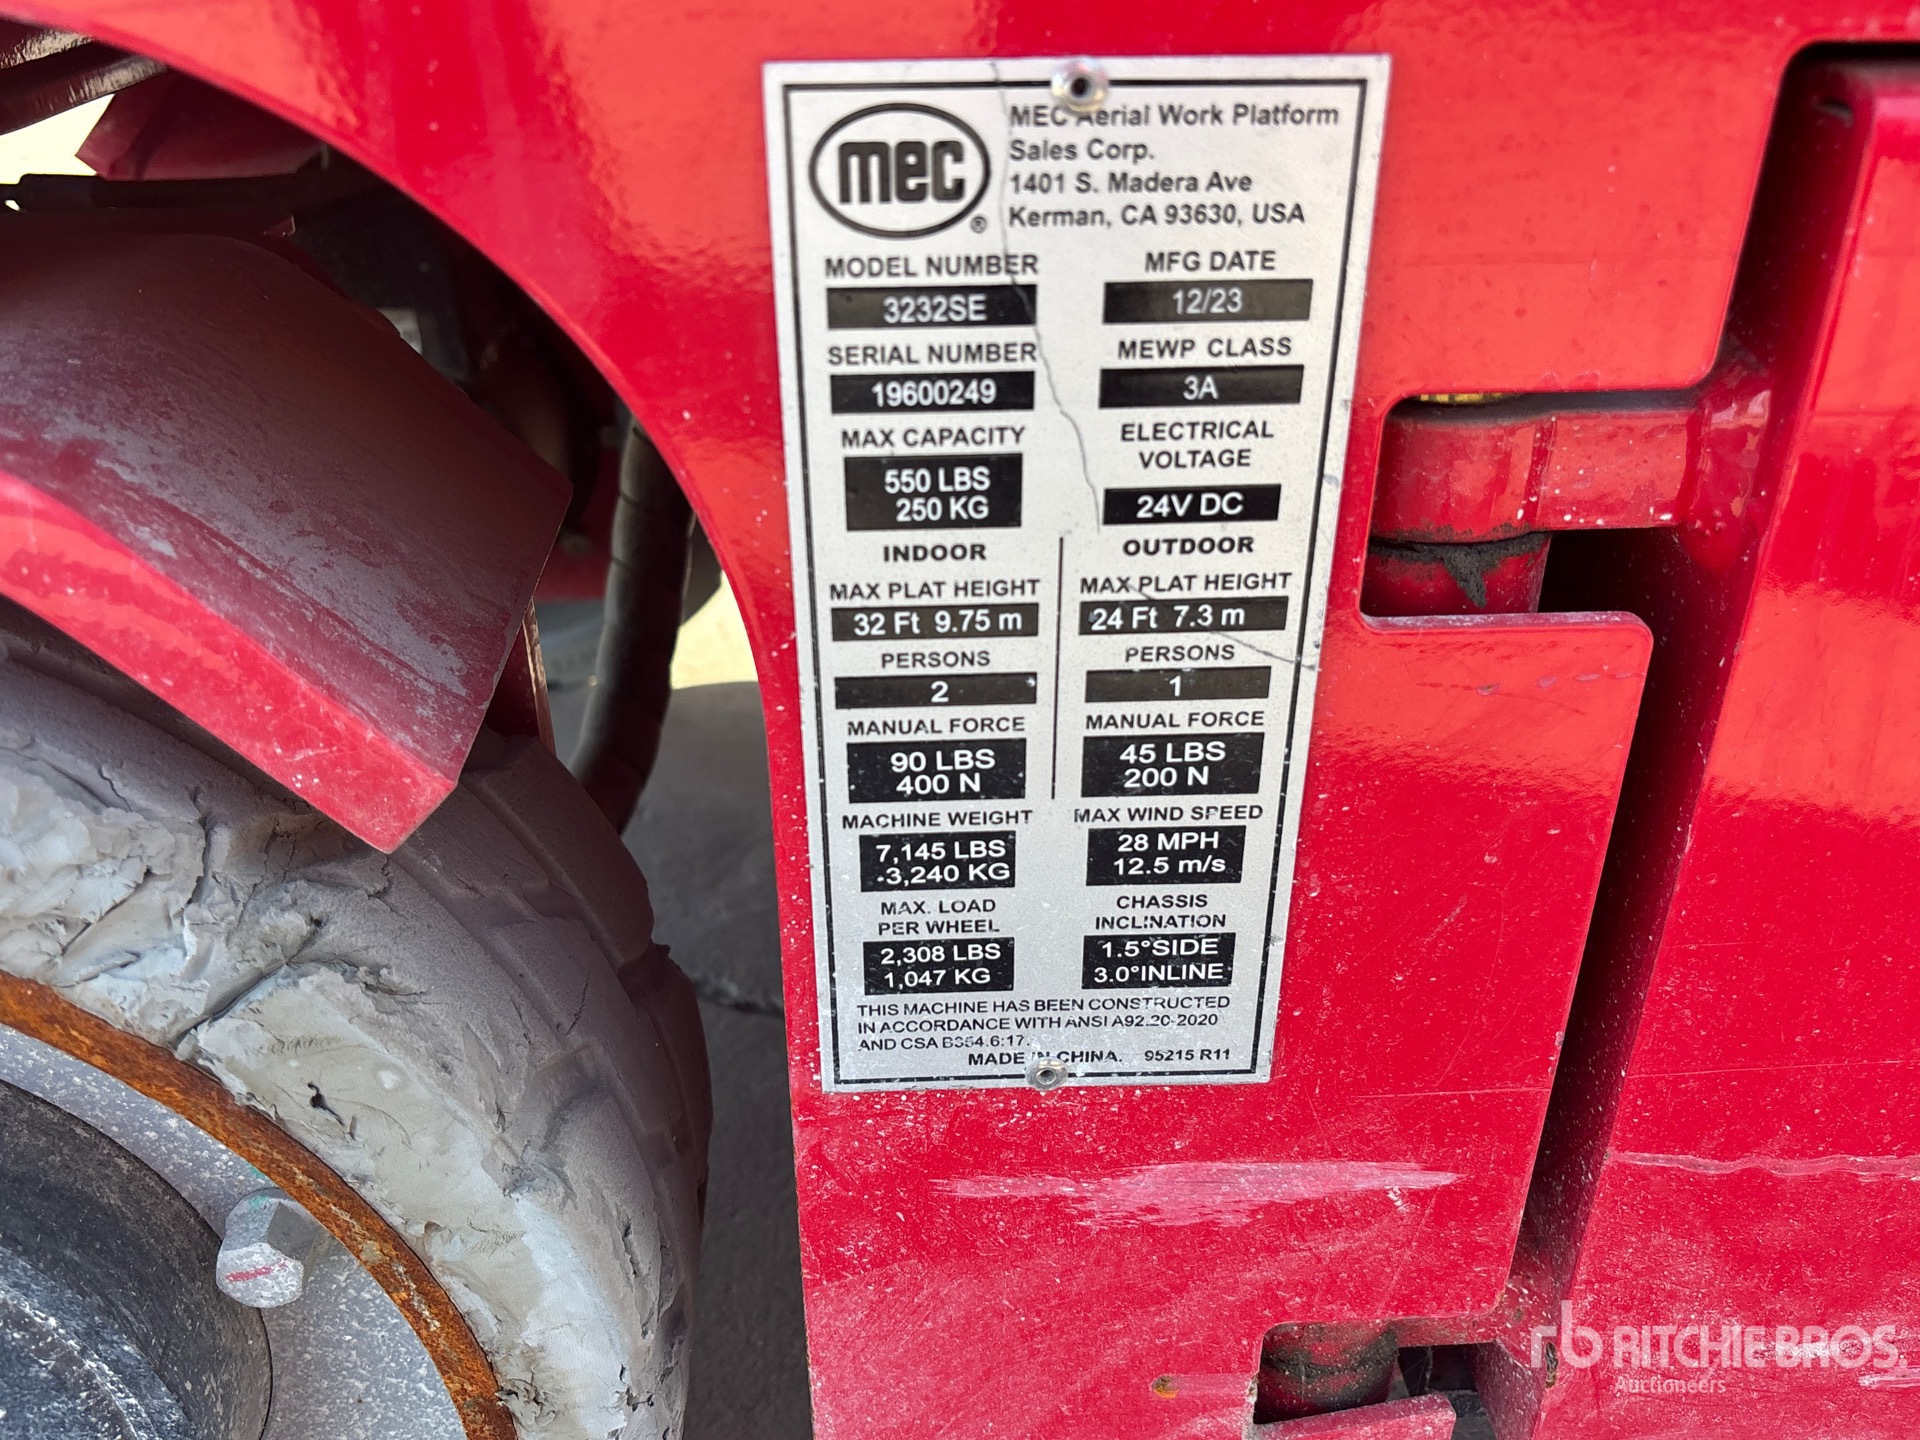 mec
®
MEC Aerial Work Platform
Sales Corp.
1401 S. Madera Ave
Kerman, CA 93630, USA
MODEL NUMBER
3232SE
MFG DATE
12/23
SERIAL NUMBER
19600249
MEWP CLASS
3A
MAX CAPACITY
550 LBS
250 KG
ELECTRICAL
VOLTAGE
24V DC
INDOOR
MAX PLAT HEIGHT
32 Ft 9.75 m
PERSONS
2
MANUAL FORCE
90 LBS
400 N
OUTDOOR
MAX PLAT HEIGHT
24 Ft 7.3 m
PERSONS
1
MANUAL FORCE
45 LBS
200 N
MACHINE WEIGHT
7,145 LBS
3,240 KG
MAX WIND SPEED
28 MPH
12.5 m/s
MAX. LOAD
PER WHEEL
2,308 LBS
1,047 KG
CHASSIS
INCLINATION
1.5°SIDE
3.0°INLINE
THIS MACHINE HAS BEEN CONSTRUCTED
IN ACCORDANCE WITH ANSI A92.20-2020
AND CSA B354.6:17.
MADE IN CHINA. 95215 R11
rb RITCHIE BROS.
Auctioneers